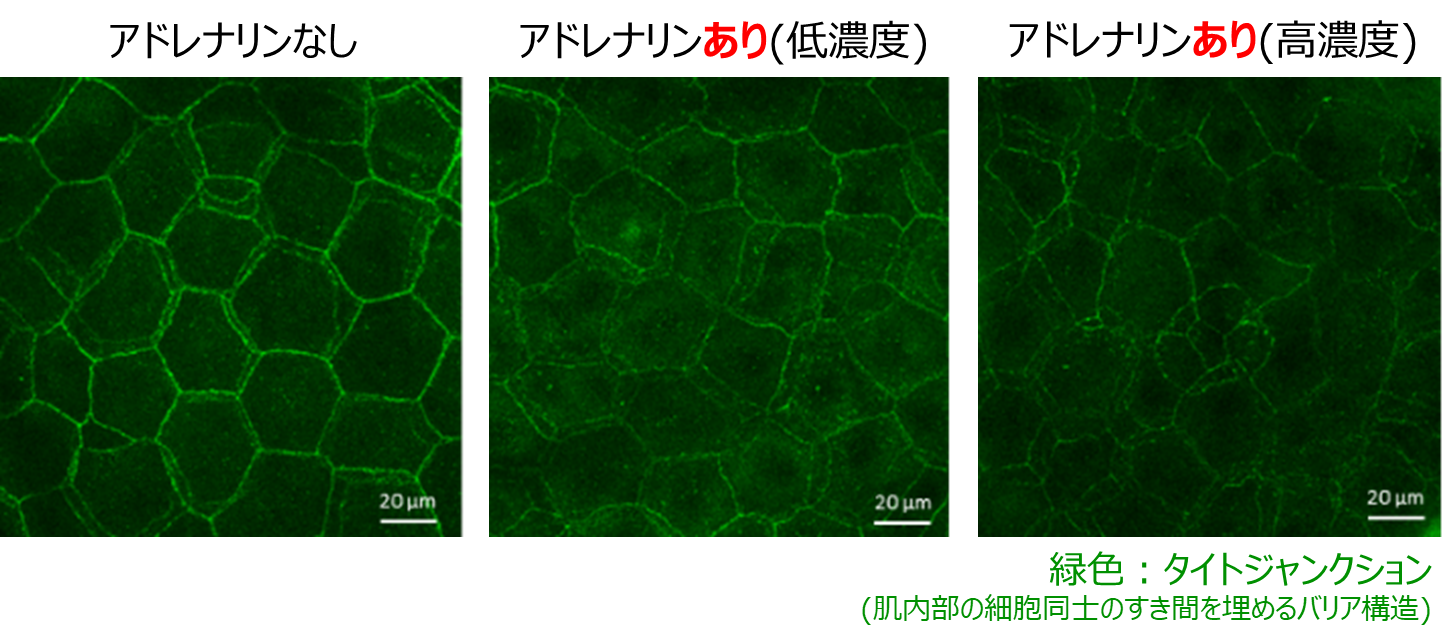 アドレナリンなし
アドレナリンあり(低濃度)
アドレナリンあり(高濃度)
20 μm
20 μm
20 μm
緑色：タイトジャンクション
(肌内部の細胞同士のすき間を埋めるバリア構造)